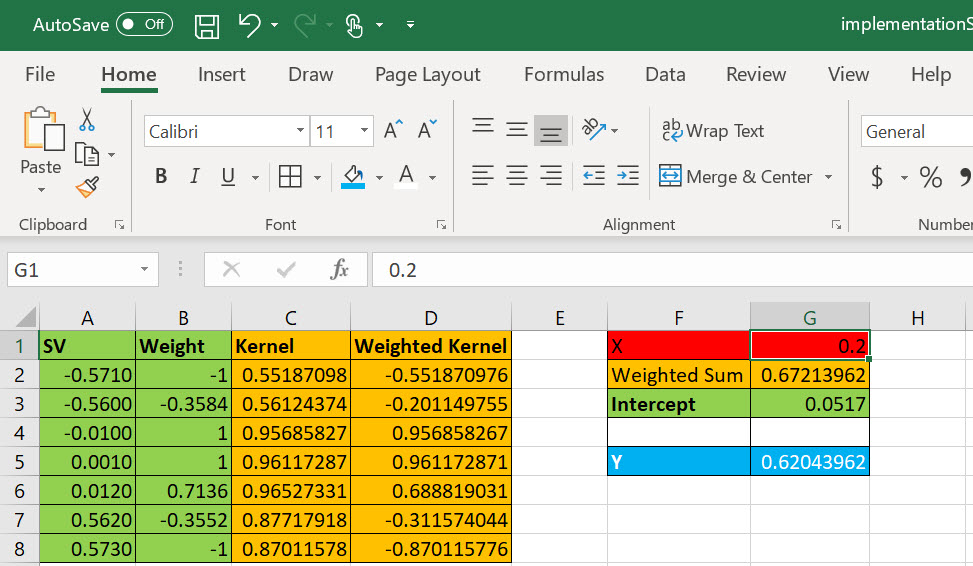 AutoSave Off implementationS
File Home Insert Draw Page Layout Formulas Data Review View Help
Calibri 11 A A ab Wrap Text General
Paste B I U A Merge & Center $ % 9
Clipboard Font Alignment Number
G1 fx 0.2
A B C D E F G H
1 SV Weight Kernel Weighted Kernel X 0.2
2 -0.5710 -1 0.55187098 -0.551870976 Weighted Sum 0.67213962
3 -0.5600 -0.3584 0.56124374 -0.201149755 Intercept 0.0517
4 -0.0100 1 0.95685827 0.956858267
5 0.0010 1 0.96117287 0.961172871 Y 0.62043962
6 0.0120 0.7136 0.96527331 0.688819031
7 0.5620 -0.3552 0.87717918 -0.311574044
8 0.5730 -1 0.87011578 -0.870115776